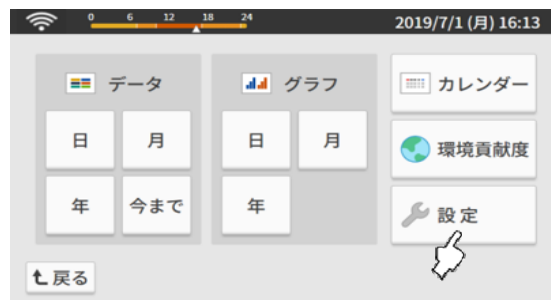 0 6 12 18 24
2019/7/1 (月) 16:13
データ
グラフ
カレンダー
日 月
日 月
環境貢献度
年 今まで
年
設定
戻る